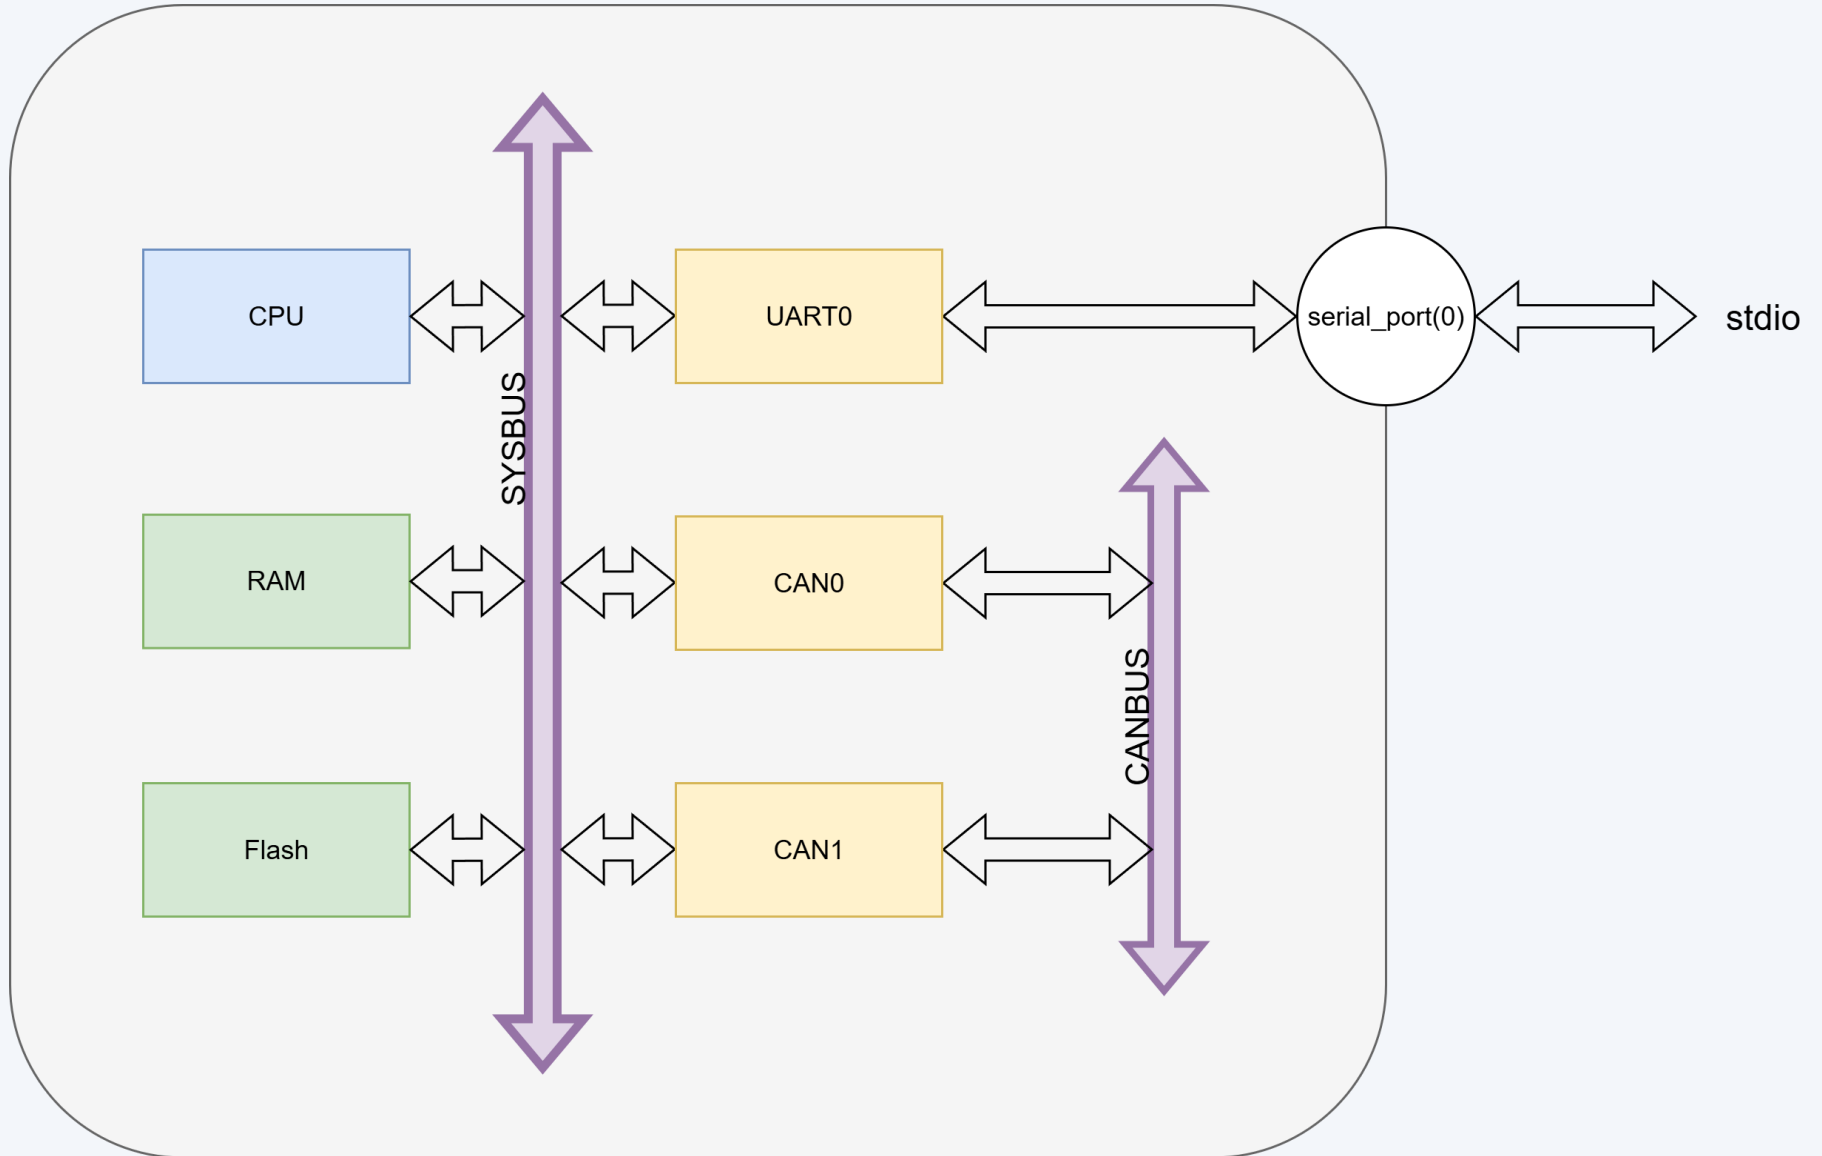 CPU
UART0
serial_port(0)
stdio
SYSBUS
RAM
CAN0
CANBUS
Flash
CAN1